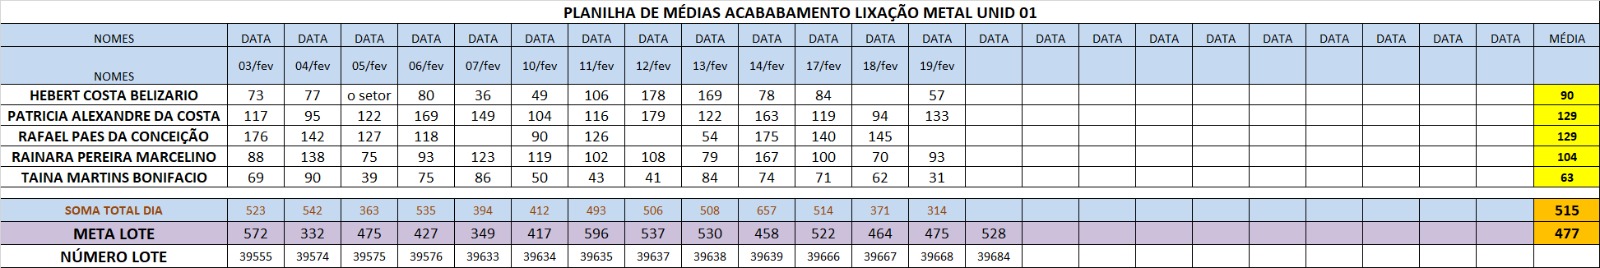 PLANILHA DE MÉDIAS ACABABAMENTO LIXAÇÃO METAL UNID 01
NOMES DATA DATA DATA DATA DATA DATA DATA DATA DATA DATA DATA DATA DATA DATA DATA DATA DATA DATA DATA DATA DATA DATA DATA MÉDIA
NOMES 03/fev 04/fev 05/fev 06/fev 07/fev 10/fev 11/fev 12/fev 13/fev 14/fev 17/fev 18/fev 19/fev
HEBERT COSTA BELIZARIO 73 77 o setor 80 36 49 106 178 169 78 84 57 90
PATRICIA ALEXANDRE DA COSTA 117 95 122 169 149 104 116 179 122 163 119 94 133 129
RAFAEL PAES DA CONCEIÇÃO 176 142 127 118 90 126 54 175 140 145 129
RAINARA PEREIRA MARCELINO 88 138 75 93 123 119 102 108 79 167 100 70 93 104
TAINA MARTINS BONIFACIO 69 90 39 75 86 50 43 41 84 74 71 62 31 63
SOMA TOTAL DIA 523 542 363 535 394 412 493 506 508 657 514 371 314 515
META LOTE 572 332 475 427 349 417 596 537 530 458 522 464 475 528 477
NÚMERO LOTE 39555 39574 39575 39576 39633 39634 39635 39637 39638 39639 39666 39667 39668 39684